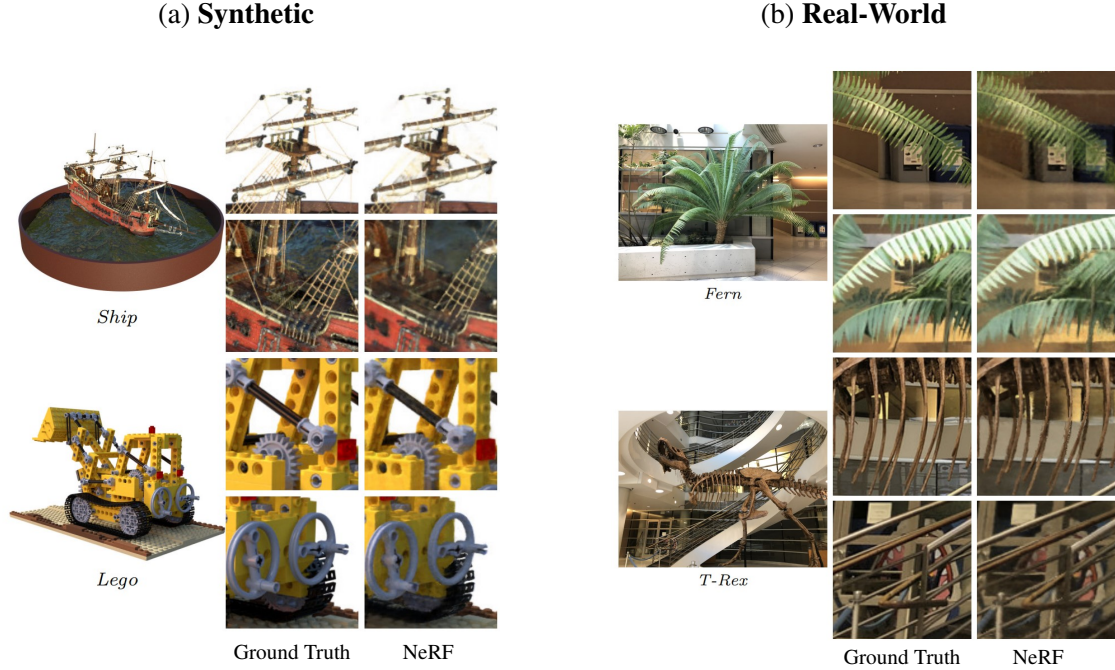 (a) Synthetic
(b) Real-World
Ship
Lego
Ground Truth
NeRF
Fern
T-Rex
Ground Truth
NeRF